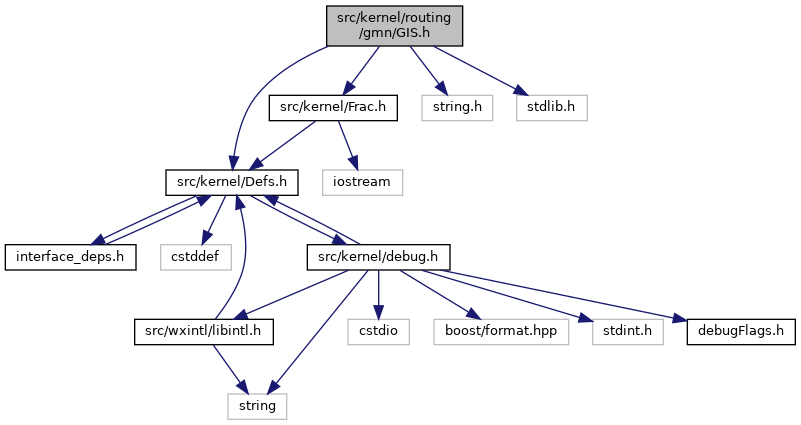 src/kernel/routing
/gmn/GIS.h
src/kernel/Frac.h
string.h
stdlib.h
src/kernel/Defs.h
iostream
interface_deps.h
cstddef
src/kernel/debug.h
src/wxintl/libintl.h
cstdio
boost/format.hpp
stdint.h
debugFlags.h
string